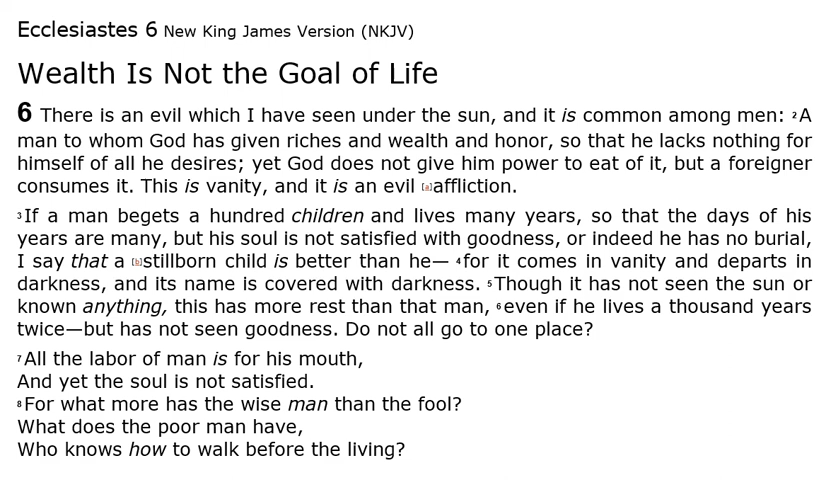 Ecclesiastes 6 New King James Version (NKJV)
Wealth Is Not the Goal of Life
6 There is an evil which I have seen under the sun, and it is common among men: 2 A
man to whom God has given riches and wealth and honor, so that he lacks nothing for
himself of all he desires; yet God does not give him power to eat of it, but a foreigner
consumes it. This is vanity, and it is an evil [a]affliction.
3 If a man begets a hundred children and lives many years, so that the days of his
years are many, but his soul is not satisfied with goodness, or indeed he has no burial,
I say that a [b]stillborn child is better than he— 4 for it comes in vanity and departs in
darkness, and its name is covered with darkness. 5 Though it has not seen the sun or
known anything, this has more rest than that man, 6 even if he lives a thousand years
twice—but has not seen goodness. Do not all go to one place?
7 All the labor of man is for his mouth,
And yet the soul is not satisfied.
8 For what more has the wise man than the fool?
What does the poor man have,
Who knows how to walk before the living?